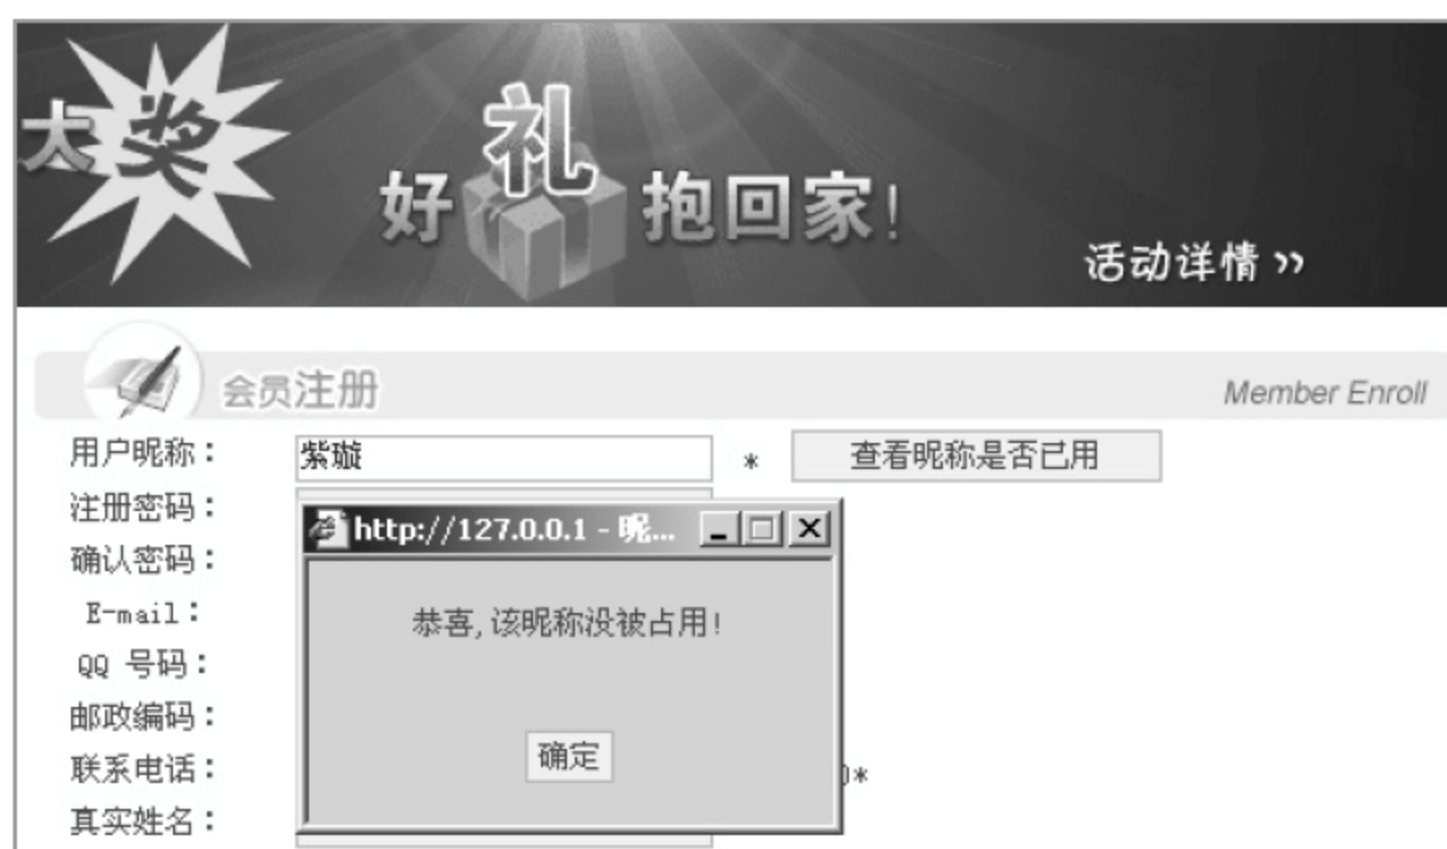 大奖
好礼抱回家!
活动详情 >>
会员注册 Member Enroll
用户昵称: 紫璇 * 查看昵称是否已用
注册密码:
http://127.0.0.1 - 昵...
确认密码:
恭喜,该昵称没被占用!
E-mail:
QQ 号码:
邮政编码:
确定
联系电话: )*
真实姓名: